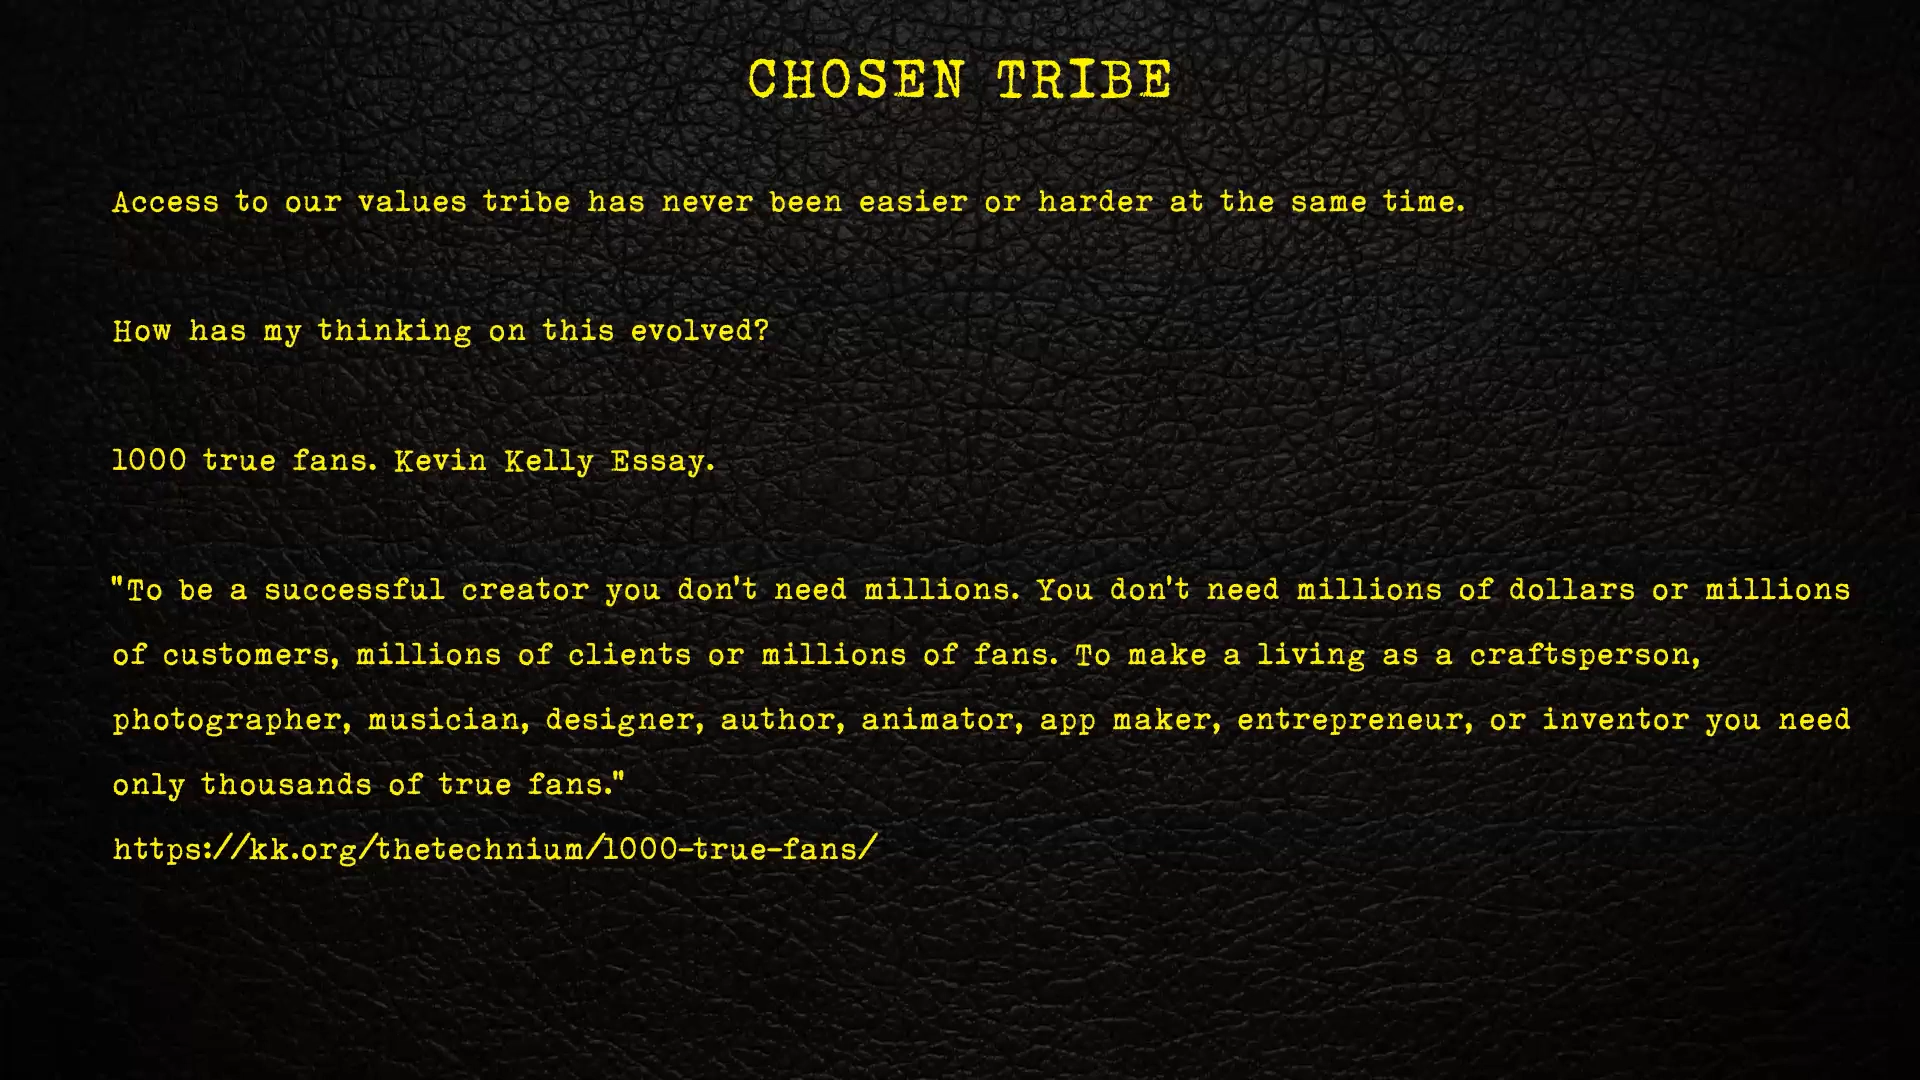 CHOSEN TRIBE
Access to our values tribe has never been easier or harder at the same time.
How has my thinking on this evolved?
1000 true fans. Kevin Kelly Essay.
"To be a successful creator you don't need millions. You don't need millions of dollars or millions
of customers, millions of clients or millions of fans. To make a living as a craftsperson,
photographer, musician, designer, author, animator, app maker, entrepreneur, or inventor you need
only thousands of true fans."
https://kk.org/thetechnium/1000-true-fans/